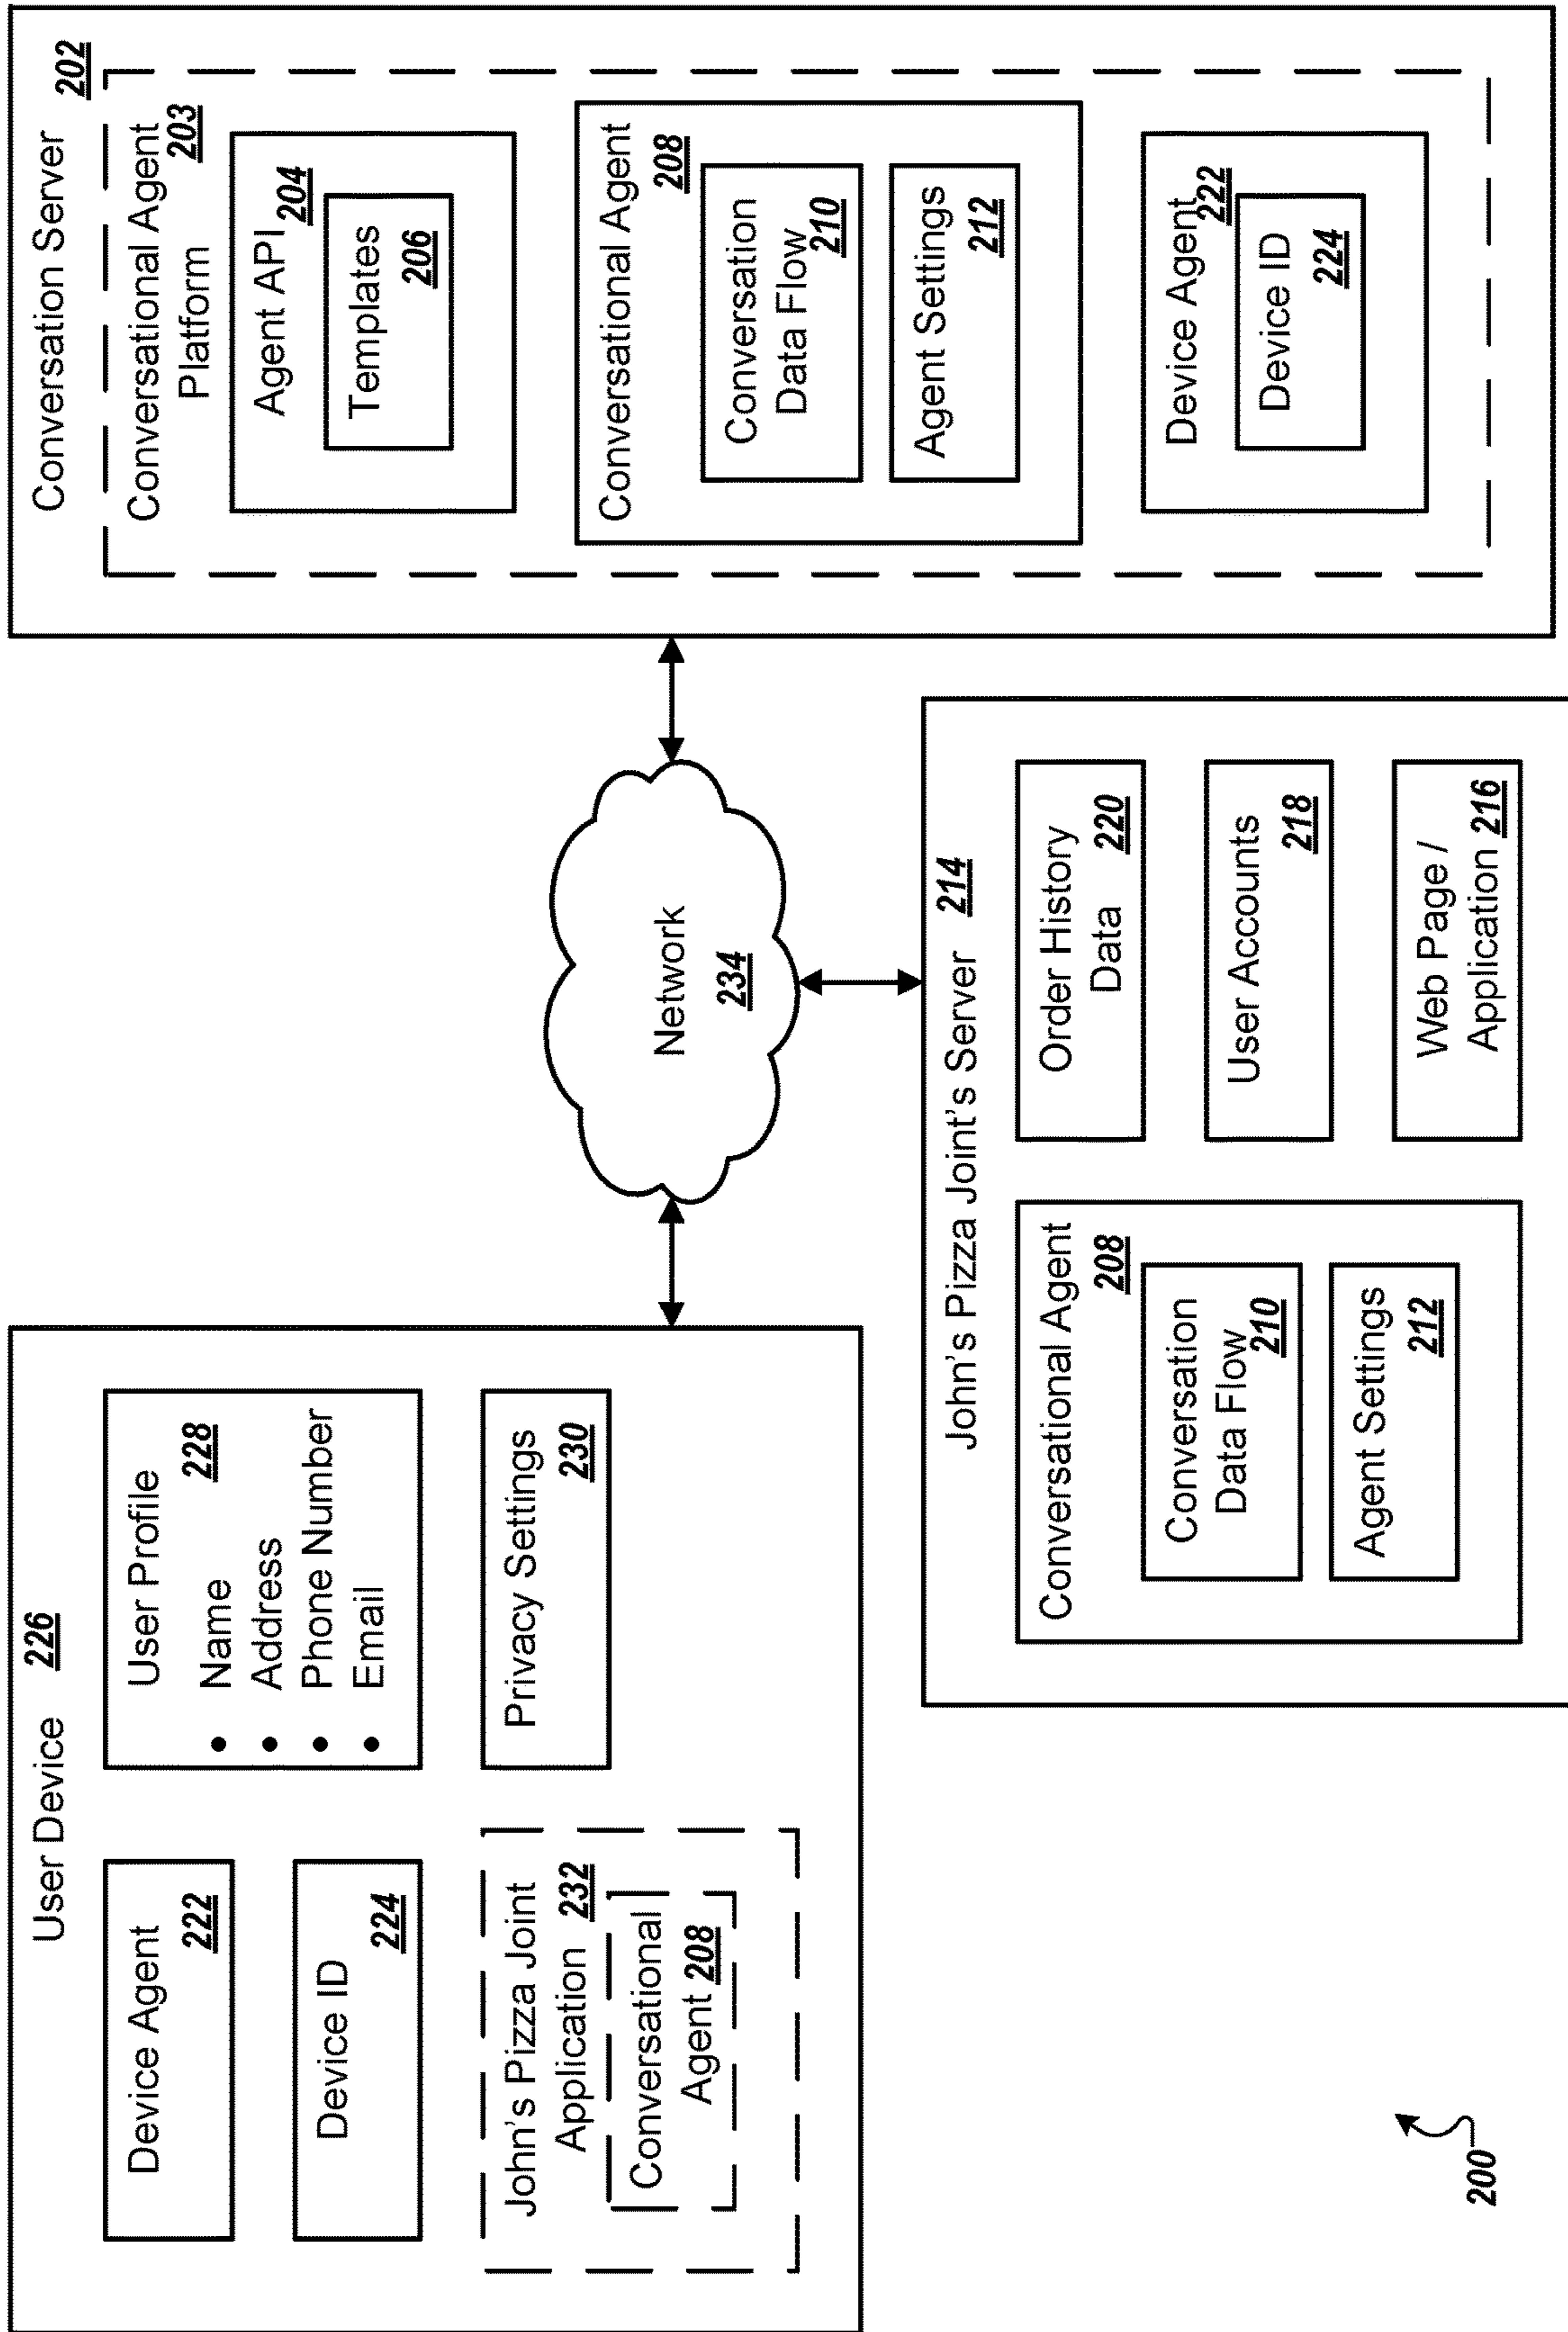 User Device 226
Device Agent
222
Device ID
224
User Profile
228
• Name
• Address
• Phone Number
• Email
John's Pizza Joint
Application 232
Conversational
Agent 208
Privacy Settings
230
Network
234
Conversation Server
202
Conversational Agent
Platform
203
Agent API
204
Templates
206
Conversational Agent
208
Conversation
Data Flow
210
Agent Settings
212
Device Agent
222
Device ID
224
John's Pizza Joint's Server 214
Conversational Agent
208
Conversation
Data Flow
210
Agent Settings
212
Order History
Data
220
User Accounts
218
Web Page /
Application 216
200